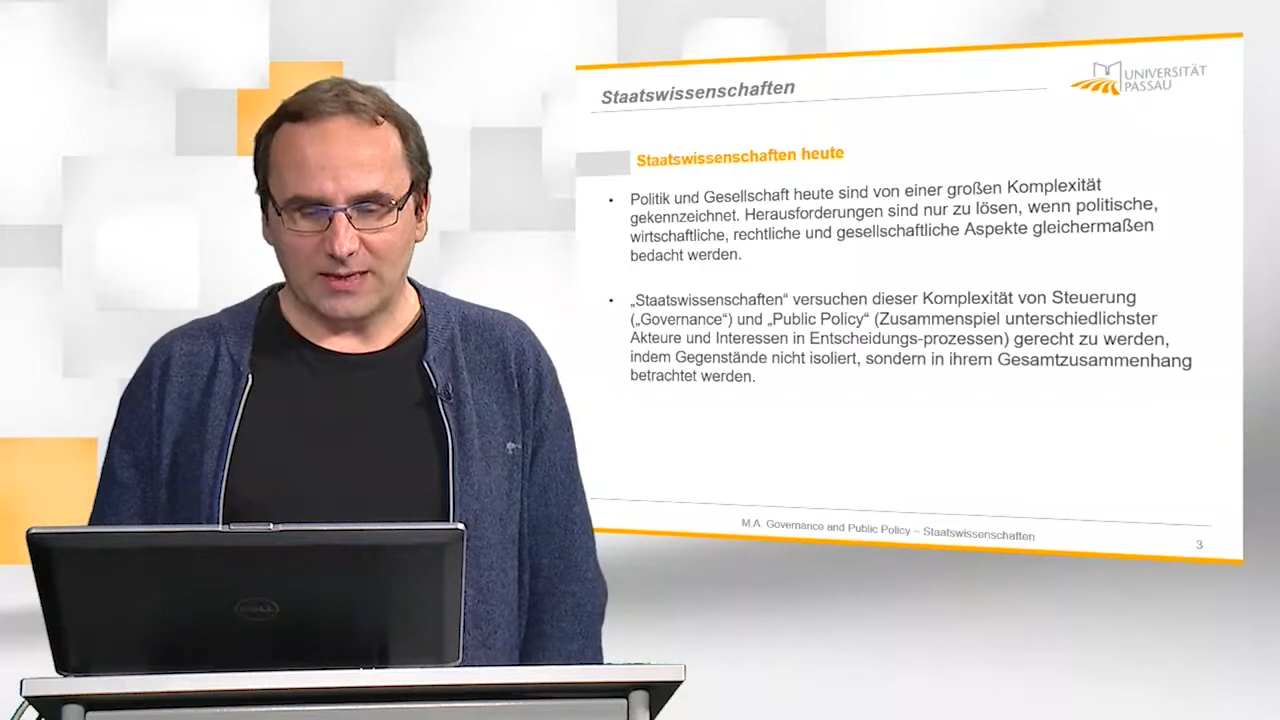 Staatswissenschaften
UNIVERSITÄT
PASSAU
Staatswissenschaften heute
• Politik und Gesellschaft heute sind von einer großen Komplexität
gekennzeichnet. Herausforderungen sind nur zu lösen, wenn politische,
wirtschaftliche, rechtliche und gesellschaftliche Aspekte gleichermaßen
bedacht werden.
• „Staatswissenschaften“ versuchen dieser Komplexität von Steuerung
(„Governance“) und „Public Policy“ (Zusammenspiel unterschiedlichster
Akteure und Interessen in Entscheidungs-prozessen) gerecht zu werden,
indem Gegenstände nicht isoliert, sondern in ihrem Gesamtzusammenhang
betrachtet werden.
M.A. Governance and Public Policy – Staatswissenschaften
3
DELL